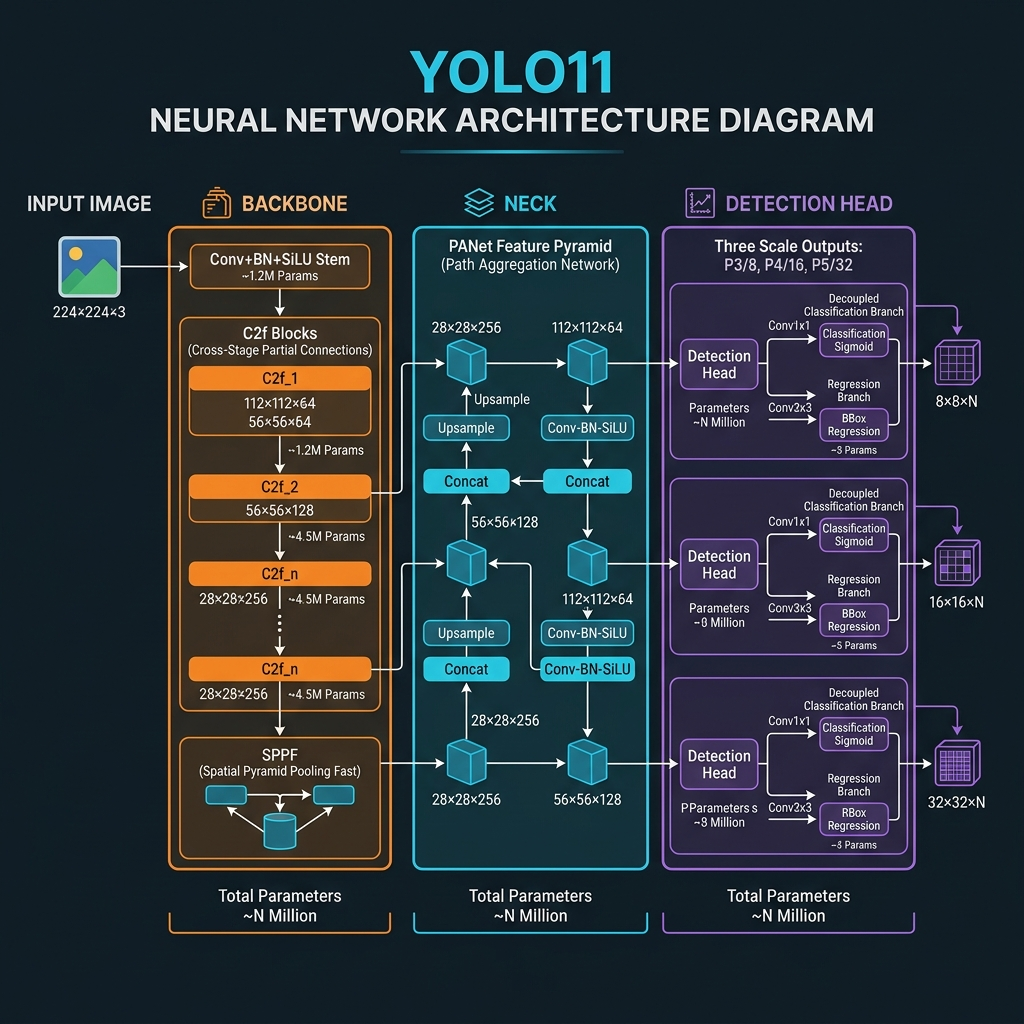 YOLO11
NEURAL NETWORK ARCHITECTURE DIAGRAM
INPUT IMAGE
224×224×3
BACKBONE
Conv+BN+SiLU Stem
~1.2M Params
C2f Blocks
(Cross-Stage Partial Connections)
C2f_1
112×112×64
56×56×64
~1.2M Params
C2f_2
56×56×128
~4.5M Params
C2f_n
28×28×256
~4.5M Params
C2f_n
28×28×256
~4.5M Params
SPPF
(Spatial Pyramid Pooling Fast)
Total Parameters
~N Million
NECK
PANet Feature Pyramid
(Path Aggregation Network)
28×28×256
112×112×64
Upsample
Upsample
Conv-BN-SiLU
Concat
Concat
56×56×128
112×112×64
Upsample
Conv-BN-SiLU
Concat
Conv-BN-SiLU
28×28×256
28×28×256
56×56×128
Total Parameters
~N Million
DETECTION HEAD
Three Scale Outputs:
P3/8, P4/16, P5/32
Decoupled
Classification Branch
Conv1x1
Classification
Sigmoid
Detection
Head
Regression
Branch
Parameters
~N Million
Conv2x3
BBox
Regression
Params
8×8×N
Decoupled
Classification Branch
Conv1x1
Classification
Sigmoid
Detection
Head
Regression
Branch
Parameters
Million
Conv3x3
BBox
Regression
Params
16×16×N
Decoupled
Classification Branch
Conv1x1
Classification
Sigmoid
Detection
Head
Regression
Branch
PParameters s
Million
Conv2x3
RBox
Regression
Params
32×32×N
Total Parameters
~N Million